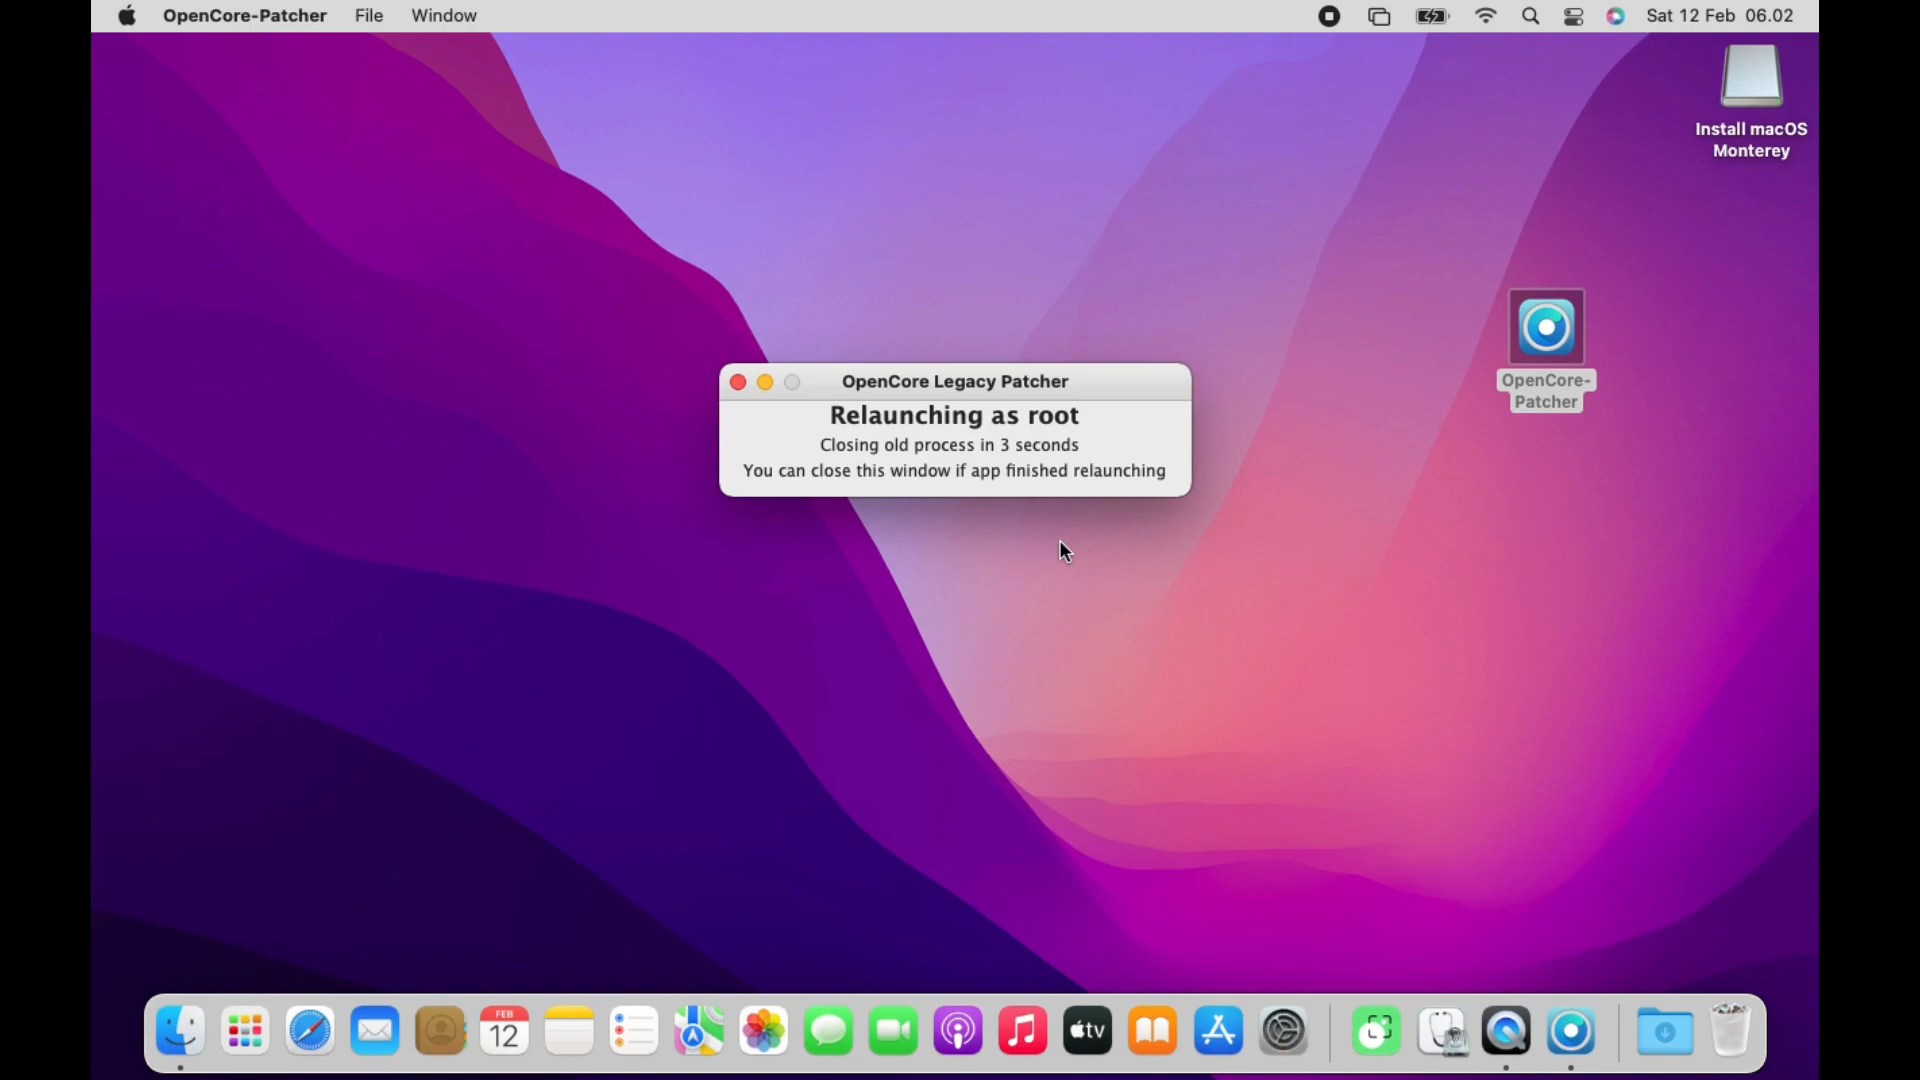 OpenCore-Patcher File Window Sat 12 Feb 06.02
Install macOS
Monterey
OpenCore-
Patcher
OpenCore Legacy Patcher
Relaunching as root
Closing old process in 3 seconds
You can close this window if app finished relaunching
FEB
12
tv